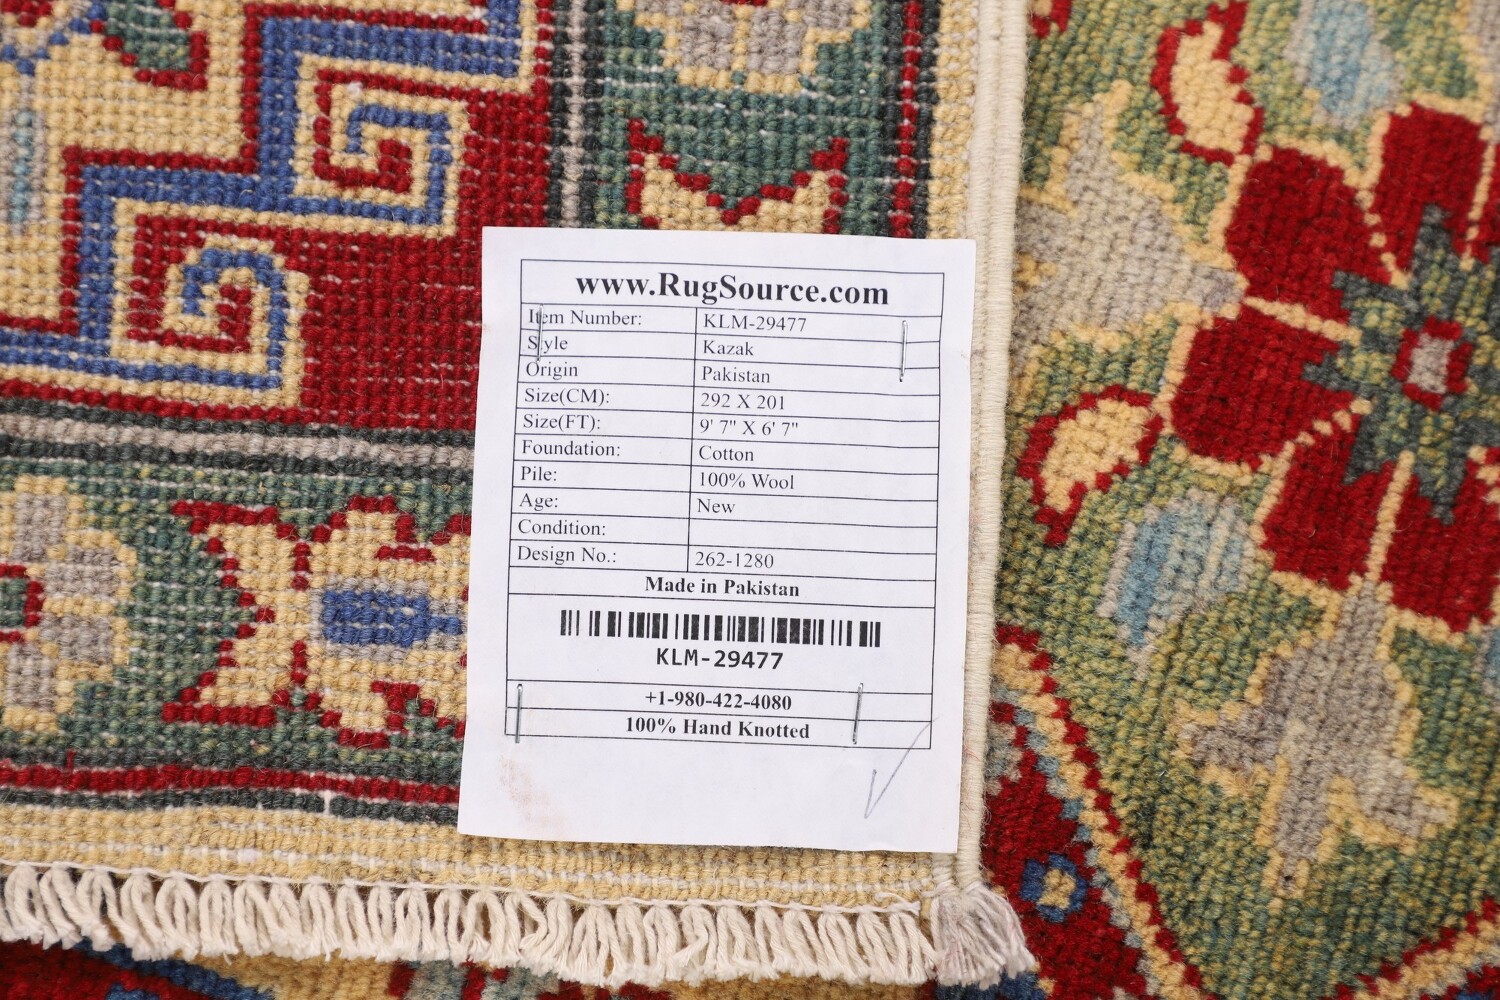 www.RugSource.com
Item Number: KLM-29477
Style Kazak
Origin Pakistan
Size(CM): 292 X 201
Size(FT): 9' 7" X 6' 7"
Foundation: Cotton
Pile: 100% Wool
Age: New
Condition:
Design No.: 262-1280
Made in Pakistan
KLM-29477
+1-980-422-4080
100% Hand Knotted